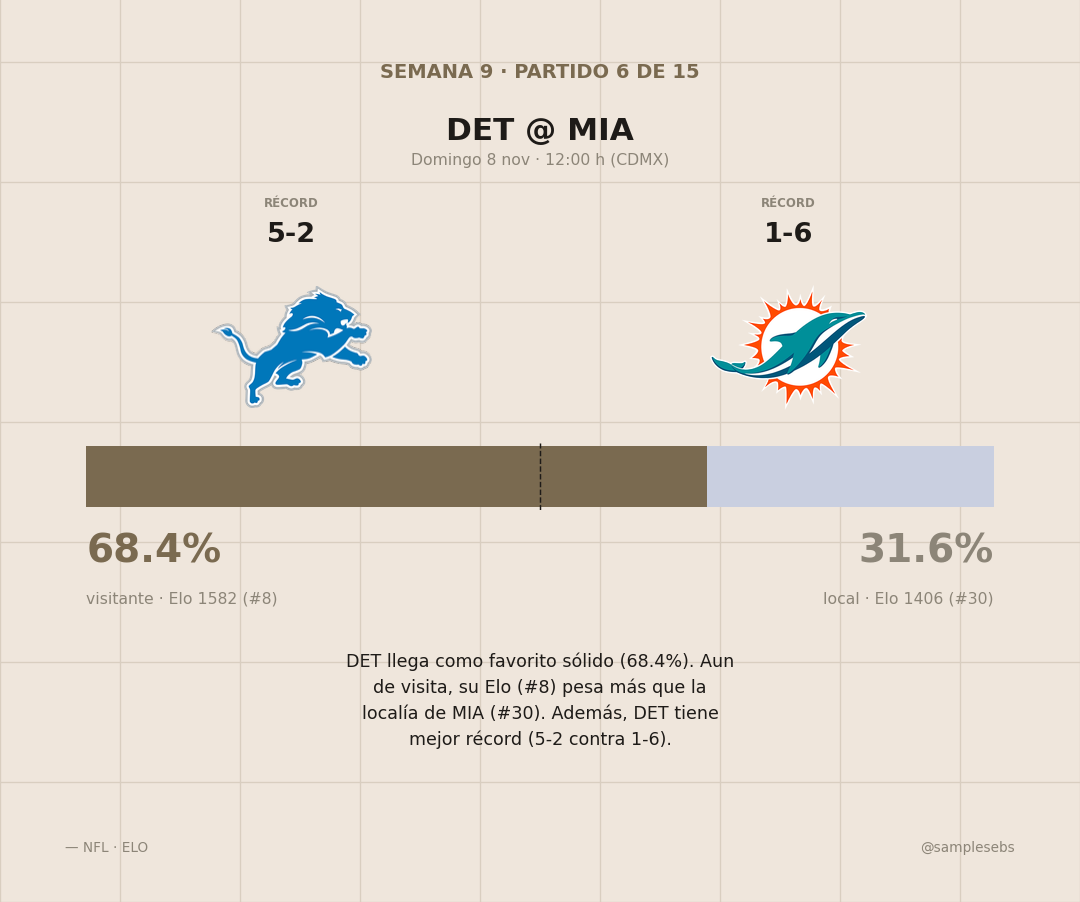 SEMANA 9 · PARTIDO 6 DE 15
DET @ MIA
Domingo 8 nov · 12:00 h (CDMX)
RÉCORD
5-2
RÉCORD
1-6
68.4%
31.6%
visitante · Elo 1582 (#8)
local · Elo 1406 (#30)
DET llega como favorito sólido (68.4%). Aun
de visita, su Elo (#8) pesa más que la
localía de MIA (#30). Además, DET tiene
mejor récord (5-2 contra 1-6).
— NFL · ELO
@samplesebs